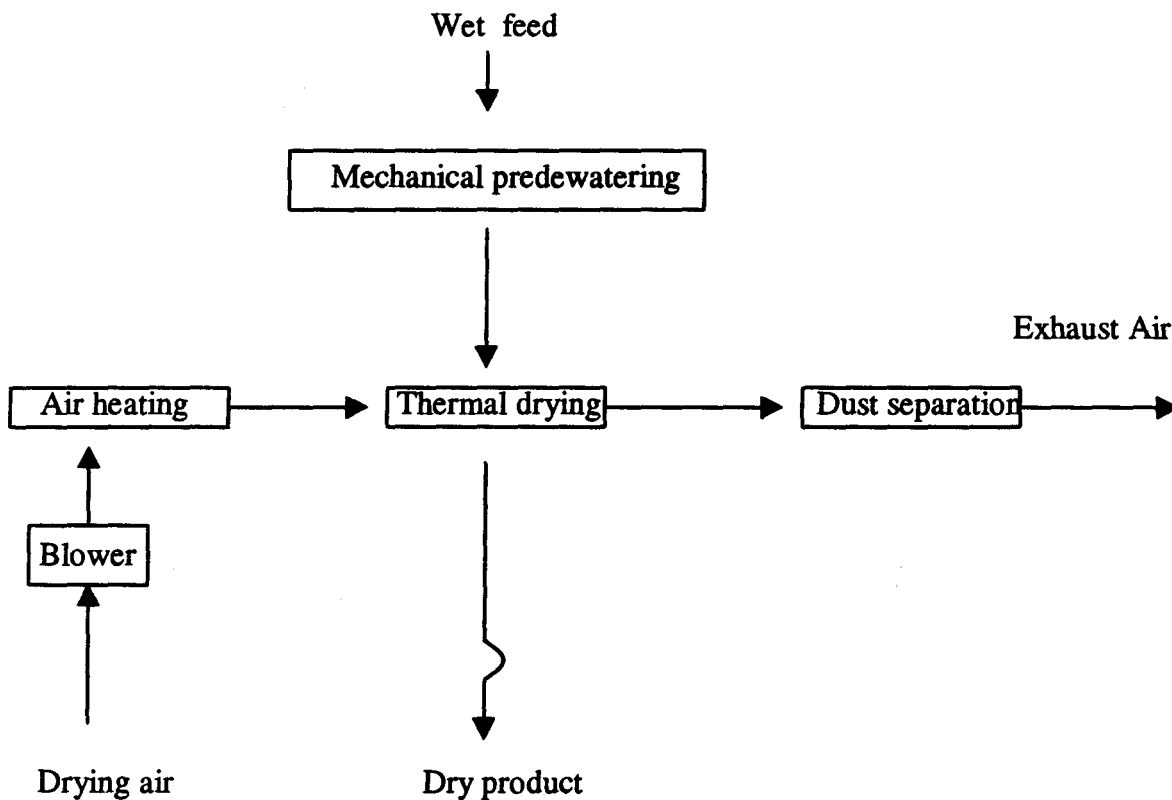 Wet feed
Mechanical predewatering
Exhaust Air
Air heating
Thermal drying
Dust separation
Blower
Drying air
Dry product